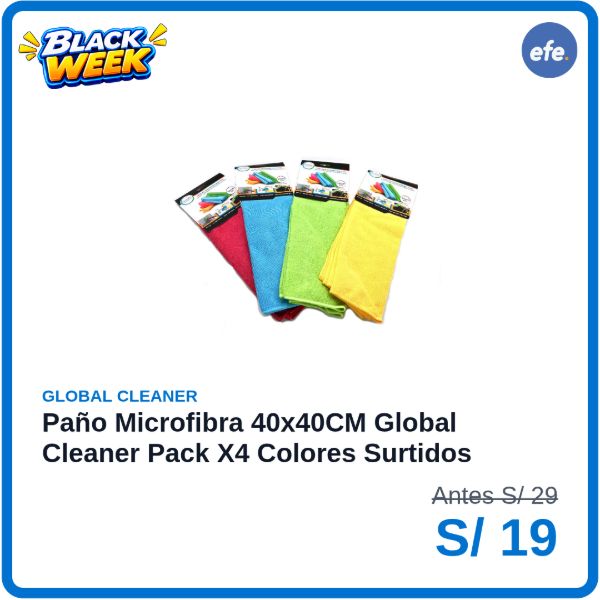 BLACK
WEEK
efe.
GLOBAL CLEANER
Paño Microfibra 40x40CM Global
Cleaner Pack X4 Colores Surtidos
Antes S/ 29
S/ 19